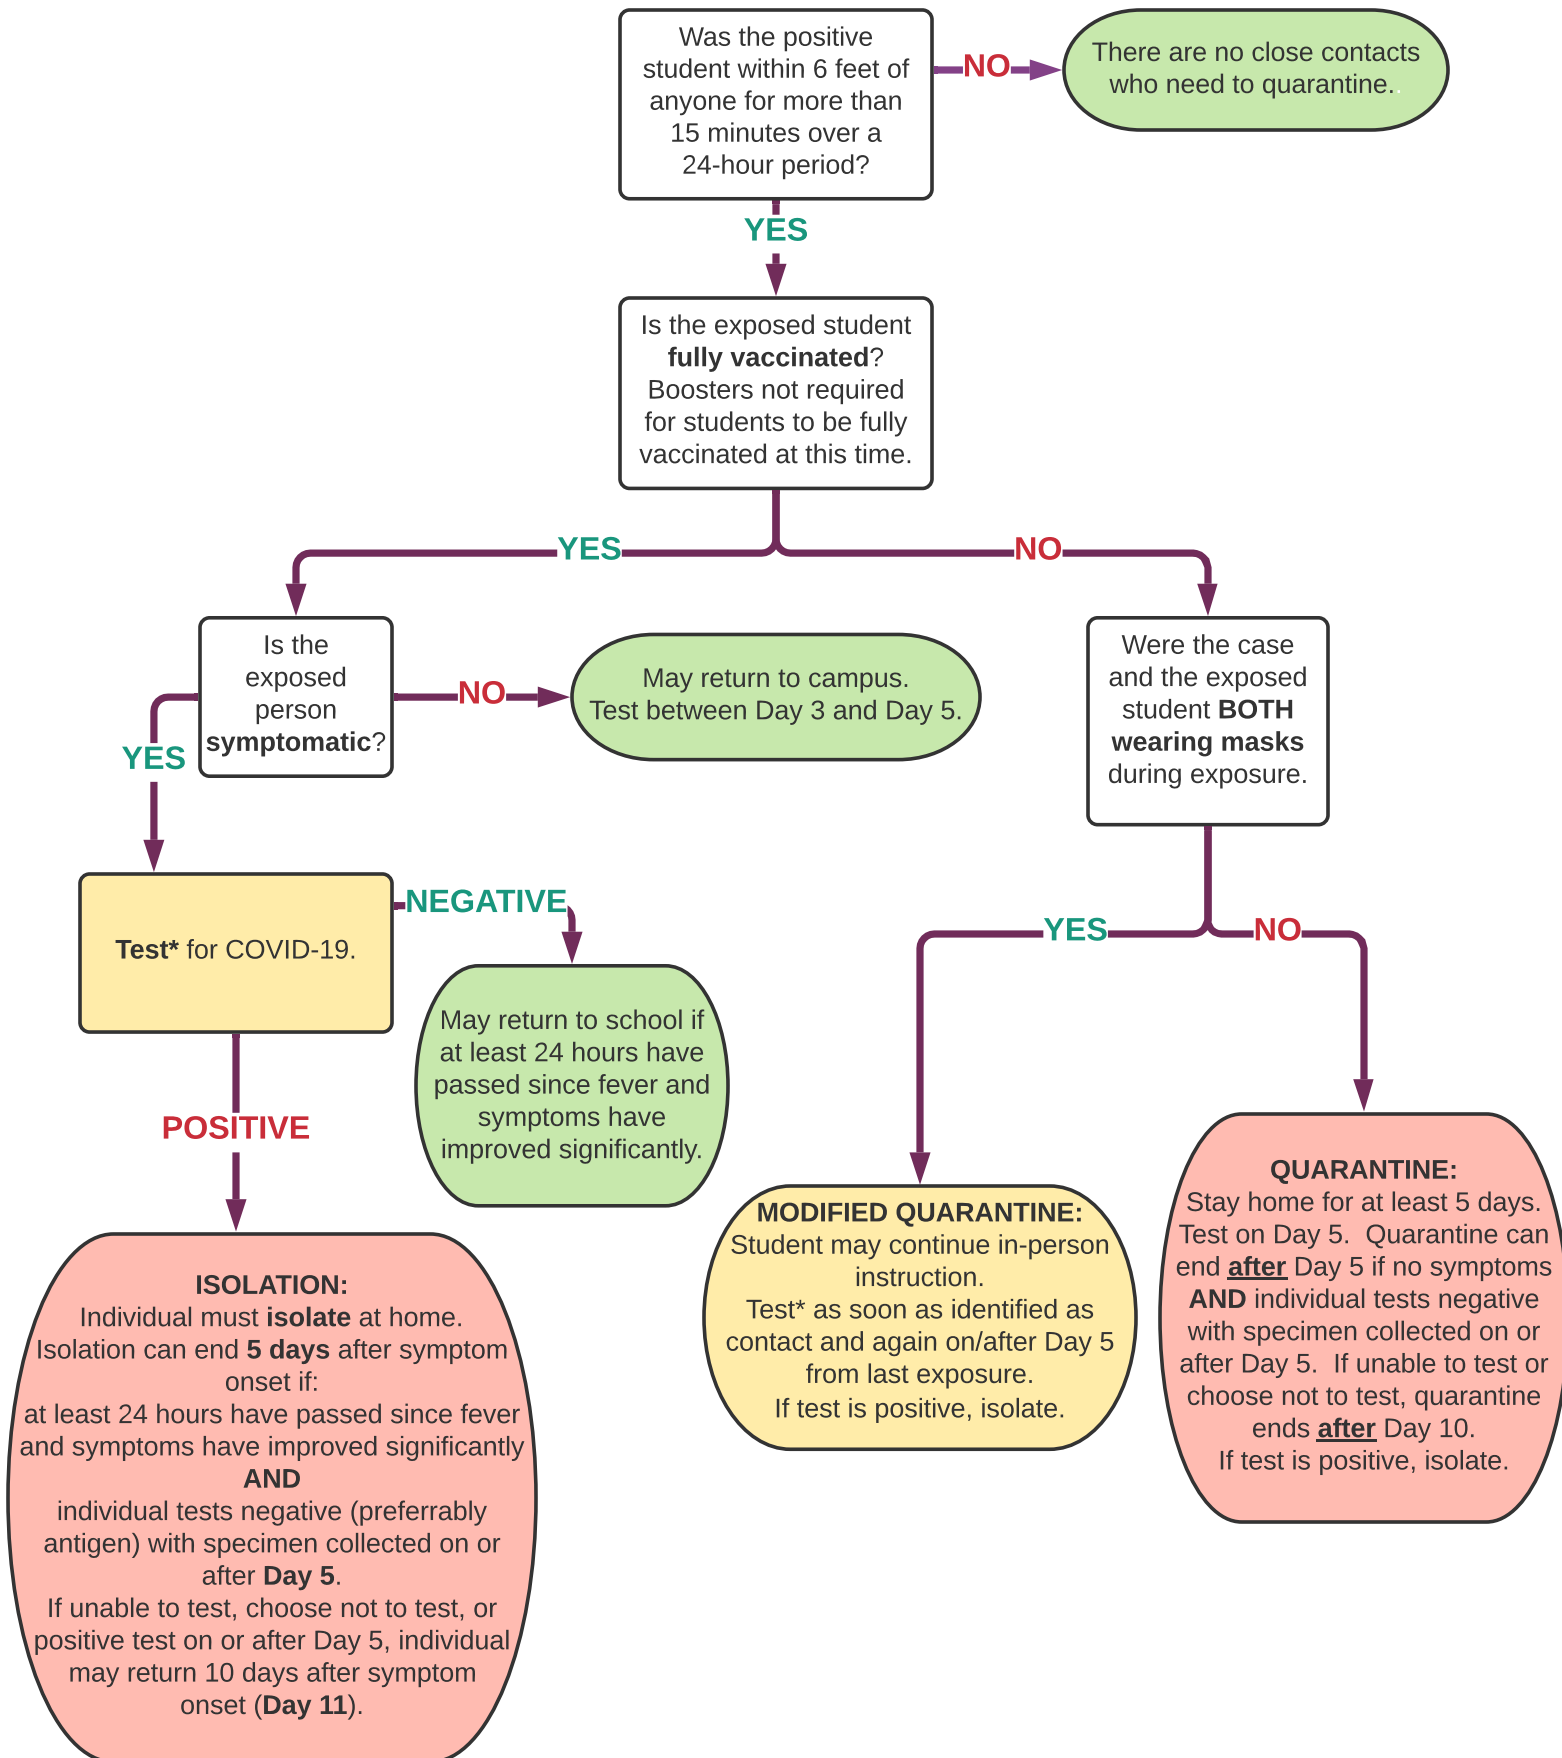 Was the positive
student within 6 feet of
anyone for more than
15 minutes over a
24-hour period?
NO
There are no close contacts
who need to quarantine..
YES
Is the exposed student
fully vaccinated?
Boosters not required
for students to be fully
vaccinated at this time.
YES
NO
Is the
exposed
person
symptomatic?
NO
May return to campus.
Test between Day 3 and Day 5.
Were the case
and the exposed
student BOTH
wearing masks
during exposure.
YES
Test* for COVID-19.
NEGATIVE
May return to school if
at least 24 hours have
passed since fever and
symptoms have
improved significantly.
POSITIVE
ISOLATION:
Individual must isolate at home.
Isolation can end 5 days after symptom
onset if:
at least 24 hours have passed since fever
and symptoms have improved significantly
AND
individual tests negative (preferrably
antigen) with specimen collected on or
after Day 5.
If unable to test, choose not to test, or
positive test on or after Day 5, individual
may return 10 days after symptom
onset (Day 11).
YES
NO
MODIFIED QUARANTINE:
Student may continue in-person
instruction.
Test* as soon as identified as
contact and again on/after Day 5
from last exposure.
If test is positive, isolate.
QUARANTINE:
Stay home for at least 5 days.
Test on Day 5.  Quarantine can
end after Day 5 if no symptoms
AND individual tests negative
with specimen collected on or
after Day 5.  If unable to test or
choose not to test, quarantine
ends after Day 10.
If test is positive, isolate.